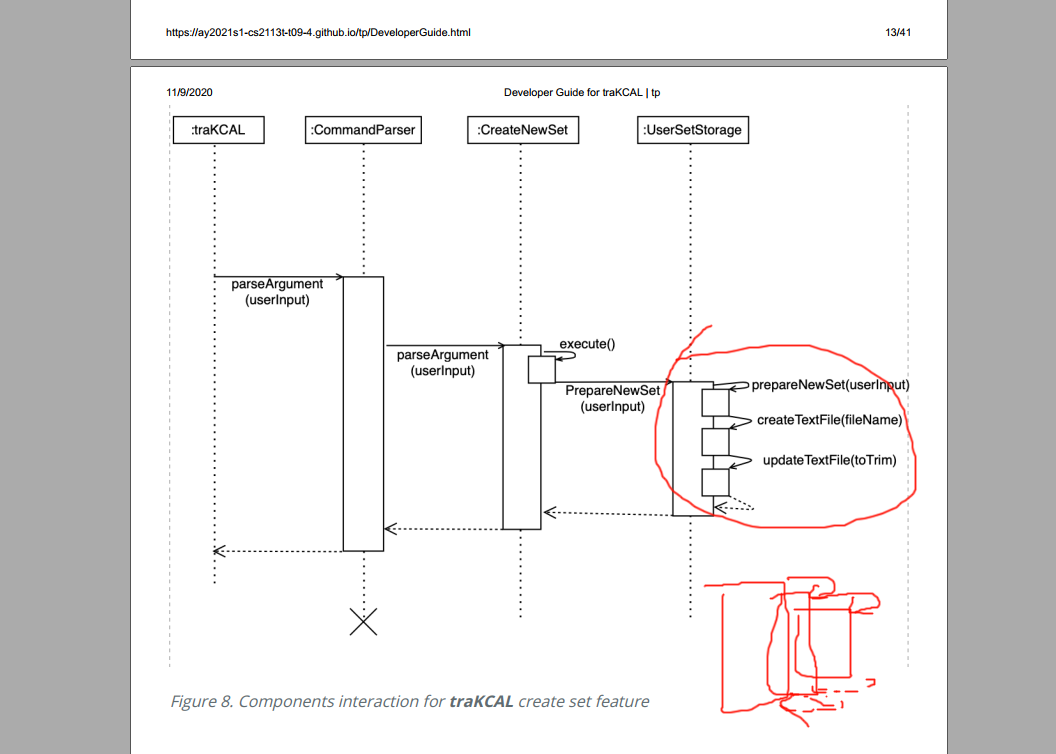 https://ay2021s1-cs2113t-t09-4.github.io/tp/DeveloperGuide.html 13/41
11/9/2020 Developer Guide for traKCAL | tp
:traKCAL :CommandParser :CreateNewSet :UserSetStorage
parseArgument
(userInput)
execute()
parseArgument
(userInput)
PrepareNewSet
(userInput)
prepareNewSet(userInput)
createTextFile(fileName)
updateTextFile(toTrim)
Figure 8. Components interaction for traKCAL create set feature